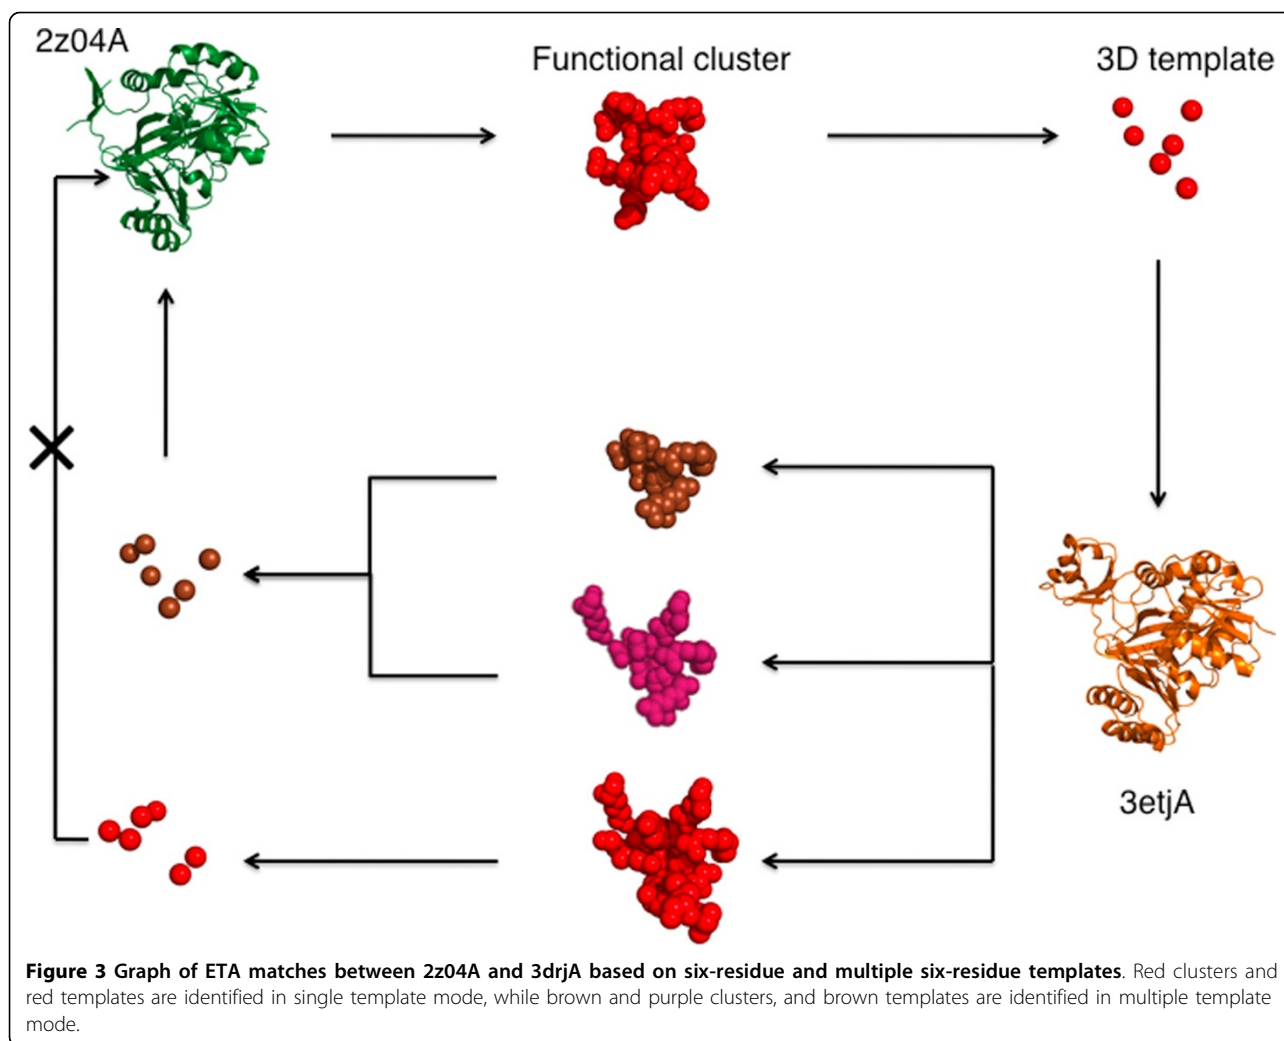 2z04A
Functional cluster
3D template
3etjA
Figure 3 Graph of ETA matches between 2z04A and 3drjA based on six-residue and multiple six-residue templates. Red clusters and
red templates are identified in single template mode, while brown and purple clusters, and brown templates are identified in multiple template
mode.